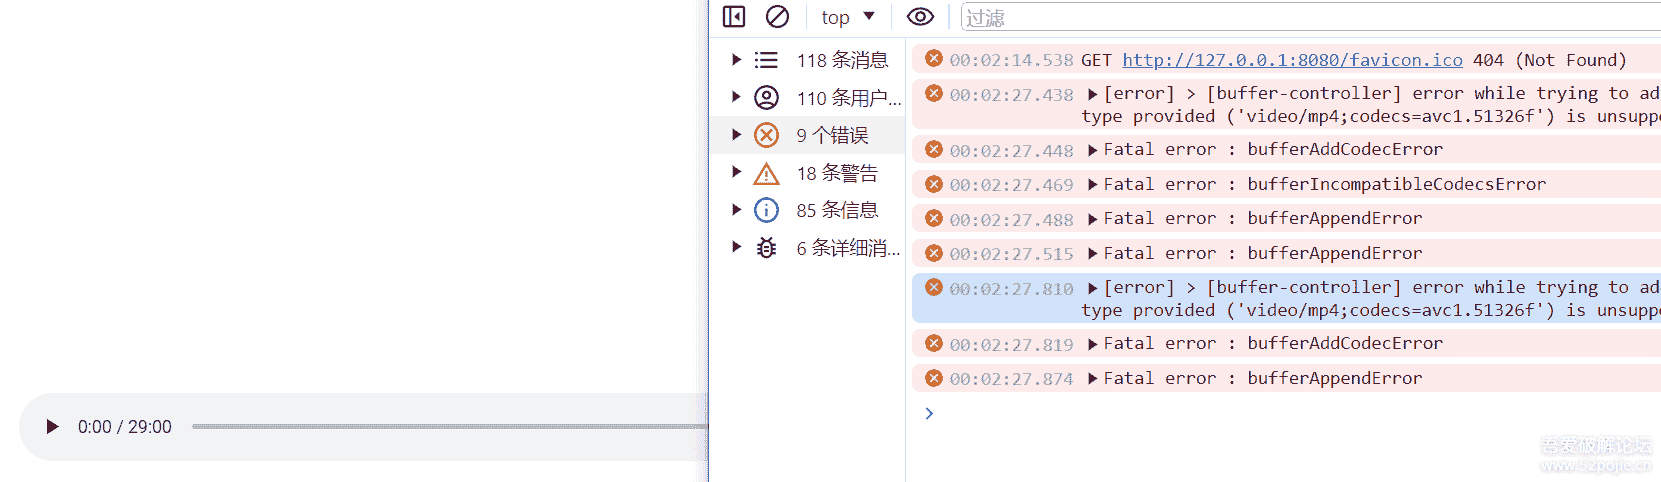 top
过滤
118 条消息
110 条用户...
9 个错误
18 条警告
85 条信息
6 条详细消...
00:02:14.538 GET http://127.0.0.1:8080/favicon.ico 404 (Not Found)
00:02:27.438 [error] > [buffer-controller] error while trying to ad
type provided ('video/mp4;codecs=avc1.51326f') is unsuppo
00:02:27.448 Fatal error : bufferAddCodecError
00:02:27.469 Fatal error : bufferIncompatibleCodecsError
00:02:27.488 Fatal error : bufferAppendError
00:02:27.515 Fatal error : bufferAppendError
00:02:27.810 [error] > [buffer-controller] error while trying to ad
type provided ('video/mp4;codecs=avc1.51326f') is unsuppo
00:02:27.819 Fatal error : bufferAddCodecError
00:02:27.874 Fatal error : bufferAppendError
0:00 / 29:00
吾爱破解论坛
www.52pojie.cn